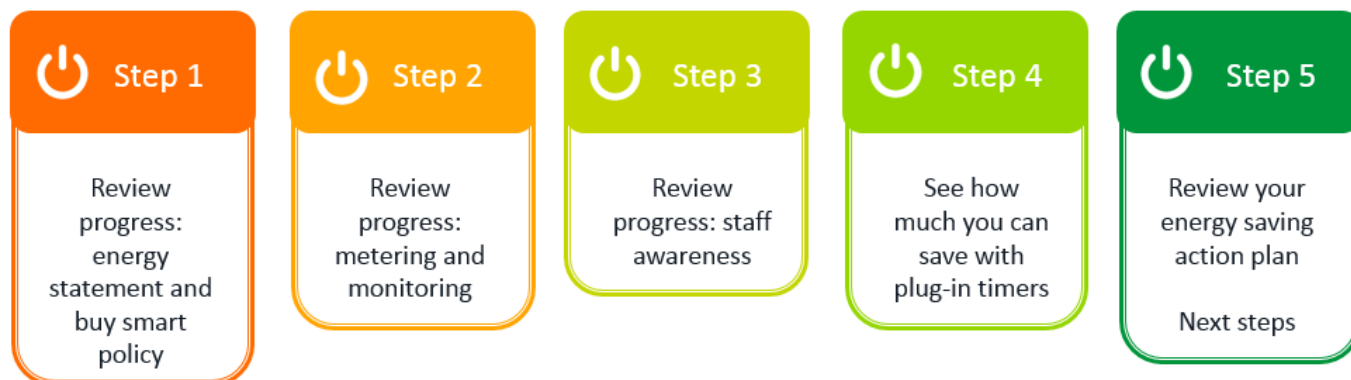 Step 1
Review
progress:
energy
statement and
buy smart
policy
Step 2
Review
progress:
metering and
monitoring
Step 3
Review
progress: staff
awareness
Step 4
See how
much you can
save with
plug-in timers
Step 5
Review your
energy saving
action plan
Next steps